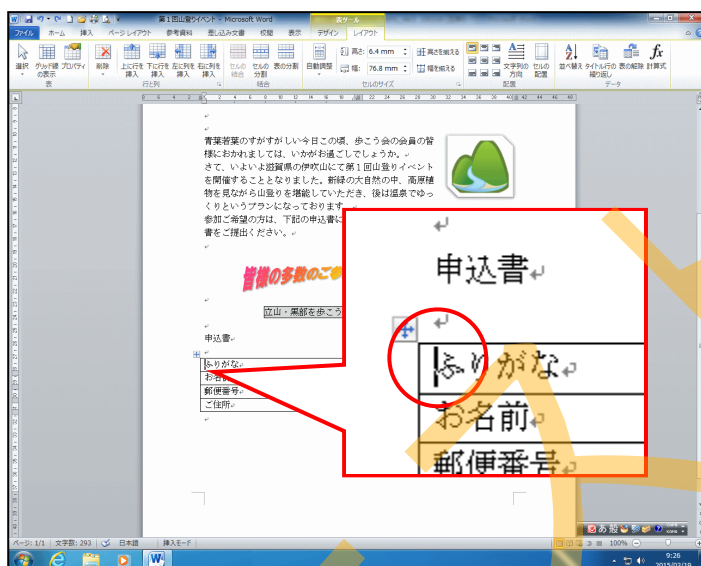 第1回山登りイベント - Microsoft Word
表ツール
ファイル ホーム 挿入 ページ レイアウト 参考資料 差し込み文書 校閲 表示 デザイン レイアウト
選択 グリッド線の表示 プロパティ 削除 上に行を挿入 下に行を挿入 左に列を挿入 右に列を挿入 セルの結合 セルの分割 表の分割 自動調整 高さ: 6.4 mm 幅: 76.8 mm 高さを揃える 幅を揃える 文字列の方向 セルの配置 並べ替え タイトル行の繰り返し 表の解除 計算式
表 行と列 結合 セルのサイズ 配置 データ
青葉若葉のすがすがしい今日この頃、歩こう会の会員の皆
様におかれましては、いかがお過ごしでしょうか。
さて、いよいよ滋賀県の伊吹山にて第1回山登りイベント
を開催することとなりました。新緑の大自然の中、高原植
物を見ながら山登りを堪能していただき、後は温泉でゆっ
くりというプランになっております。
参加ご希望の方は、下記の申込書に
書をご提出ください。
皆様の多数のご参
立山・黒部を歩こう
申込書
ふりがな
お名前
郵便番号
ご住所
申込書
ふりがな
お名前
郵便番号
ページ: 1/1 文字数: 293 日本語 挿入モード 100%
あ 般
9:26
2015/02/19